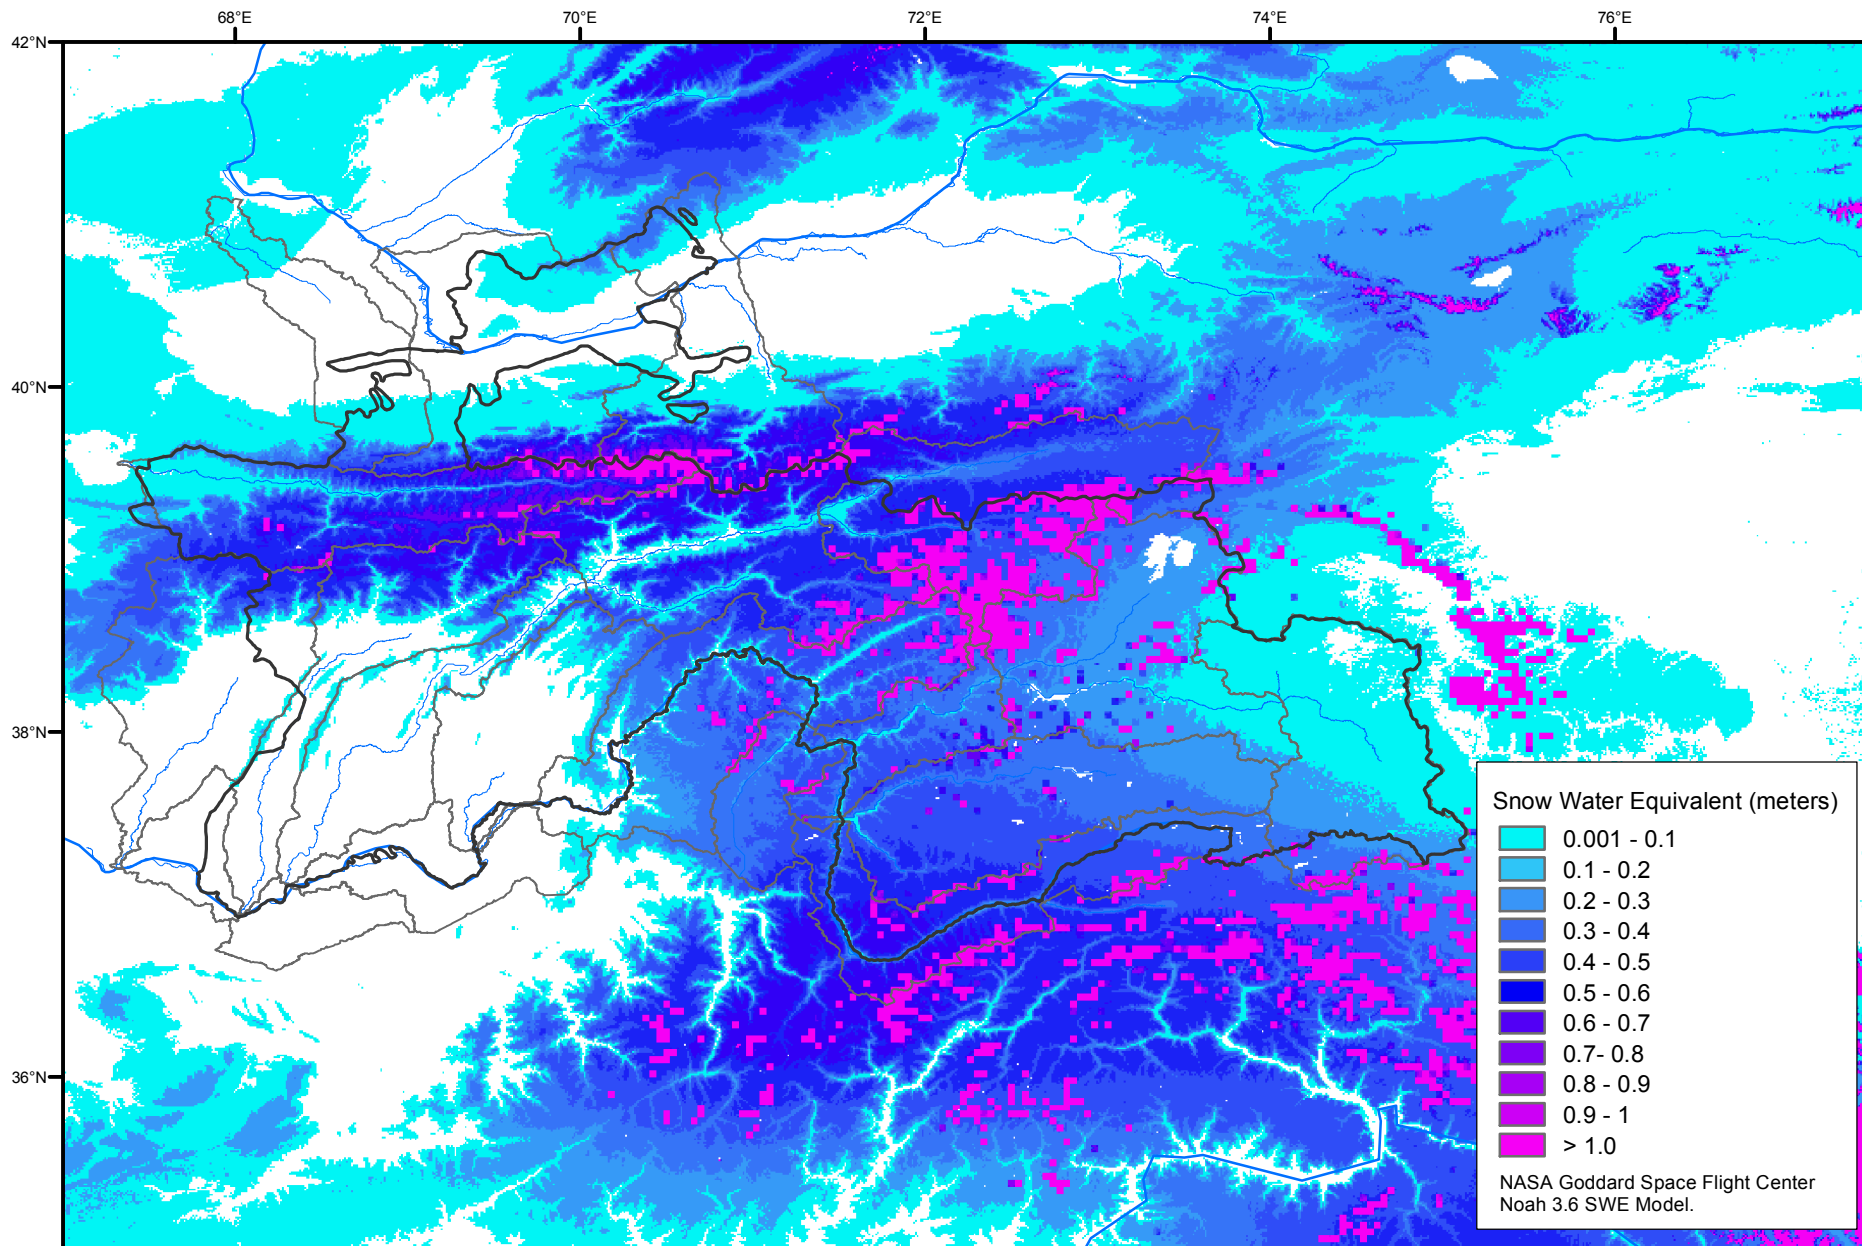 68°E 70°E 72°E 74°E 76°E
42°N
40°N
38°N
36°N
Snow Water Equivalent (meters)
0.001 - 0.1
0.1 - 0.2
0.2 - 0.3
0.3 - 0.4
0.4 - 0.5
0.5 - 0.6
0.6 - 0.7
0.7- 0.8
0.8 - 0.9
0.9 - 1
> 1.0
NASA Goddard Space Flight Center
Noah 3.6 SWE Model.